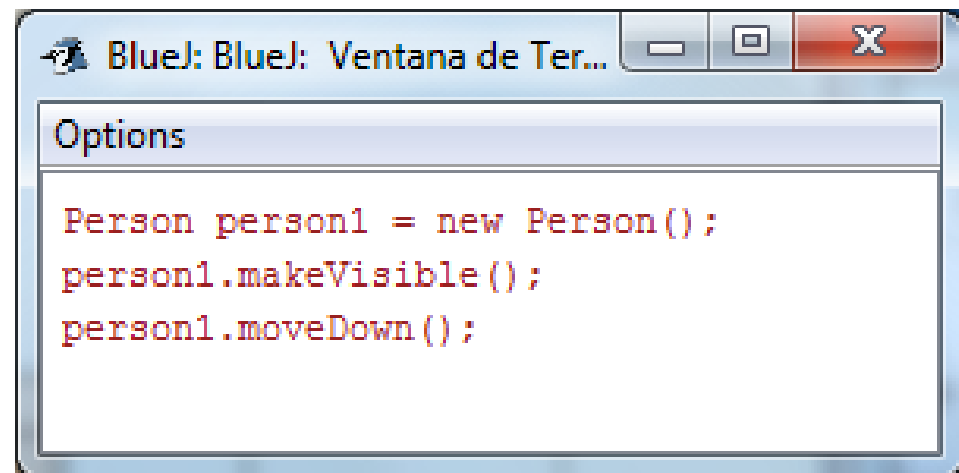 BlueJ: BlueJ:  Ventana de Ter...
Options
Person person1 = new Person();
person1.makeVisible();
person1.moveDown();